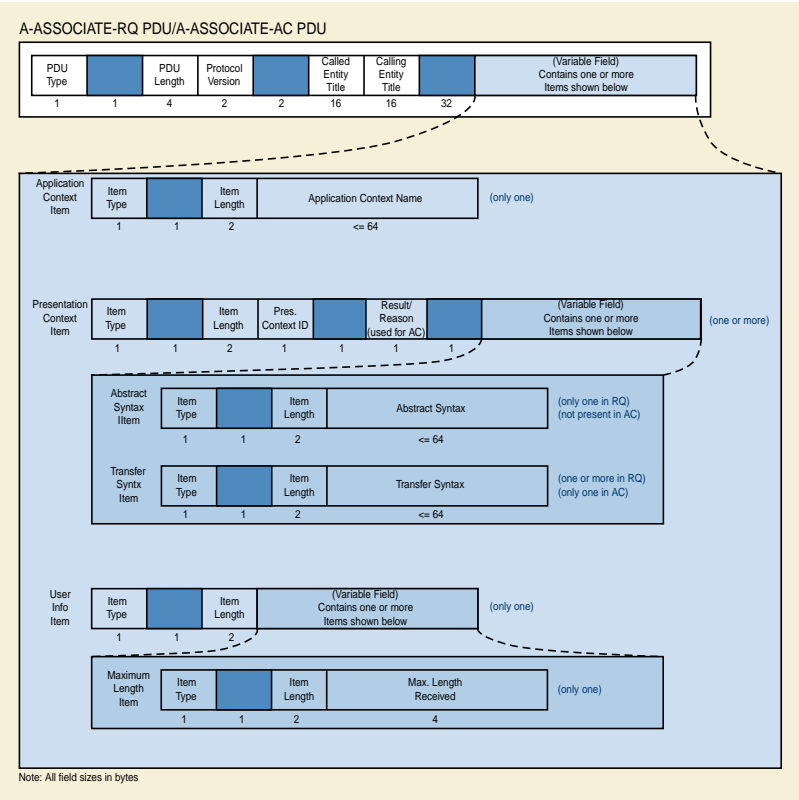 A-ASSOCIATE-RQ PDU/A-ASSOCIATE-AC PDU
PDU
Type
PDU
Length
Protocol
Version
Called
Entity
Title
Calling
Entity
Title
(Variable Field)
Contains one or more
Items shown below
1 1 4 2 2 16 16 32
Application
Context
Item
Item
Type
Item
Length
Application Context Name
(only one)
1 1 2 <= 64
Presentation
Context
Item
Item
Type
Item
Length
Pres.
Context ID
Result/
Reason
(used for AC)
(Variable Field)
Contains one or more
Items shown below
(one or more)
1 1 2 1 1 1 1
Abstract
Syntax
IItem
Item
Type
Item
Length
Abstract Syntax
(only one in RQ)
(not present in AC)
1 1 2 <= 64
Transfer
Syntx
Item
Item
Type
Item
Length
Transfer Syntax
(one or more in RQ)
(only one in AC)
1 1 2 <= 64
User
Info
Item
Item
Type
Item
Length
(Variable Field)
Contains one or more
Items shown below
(only one)
1 1 2
Maximum
Length
Item
Item
Type
Item
Length
Max. Length
Received
(only one)
1 1 2 4
Note: All field sizes in bytes